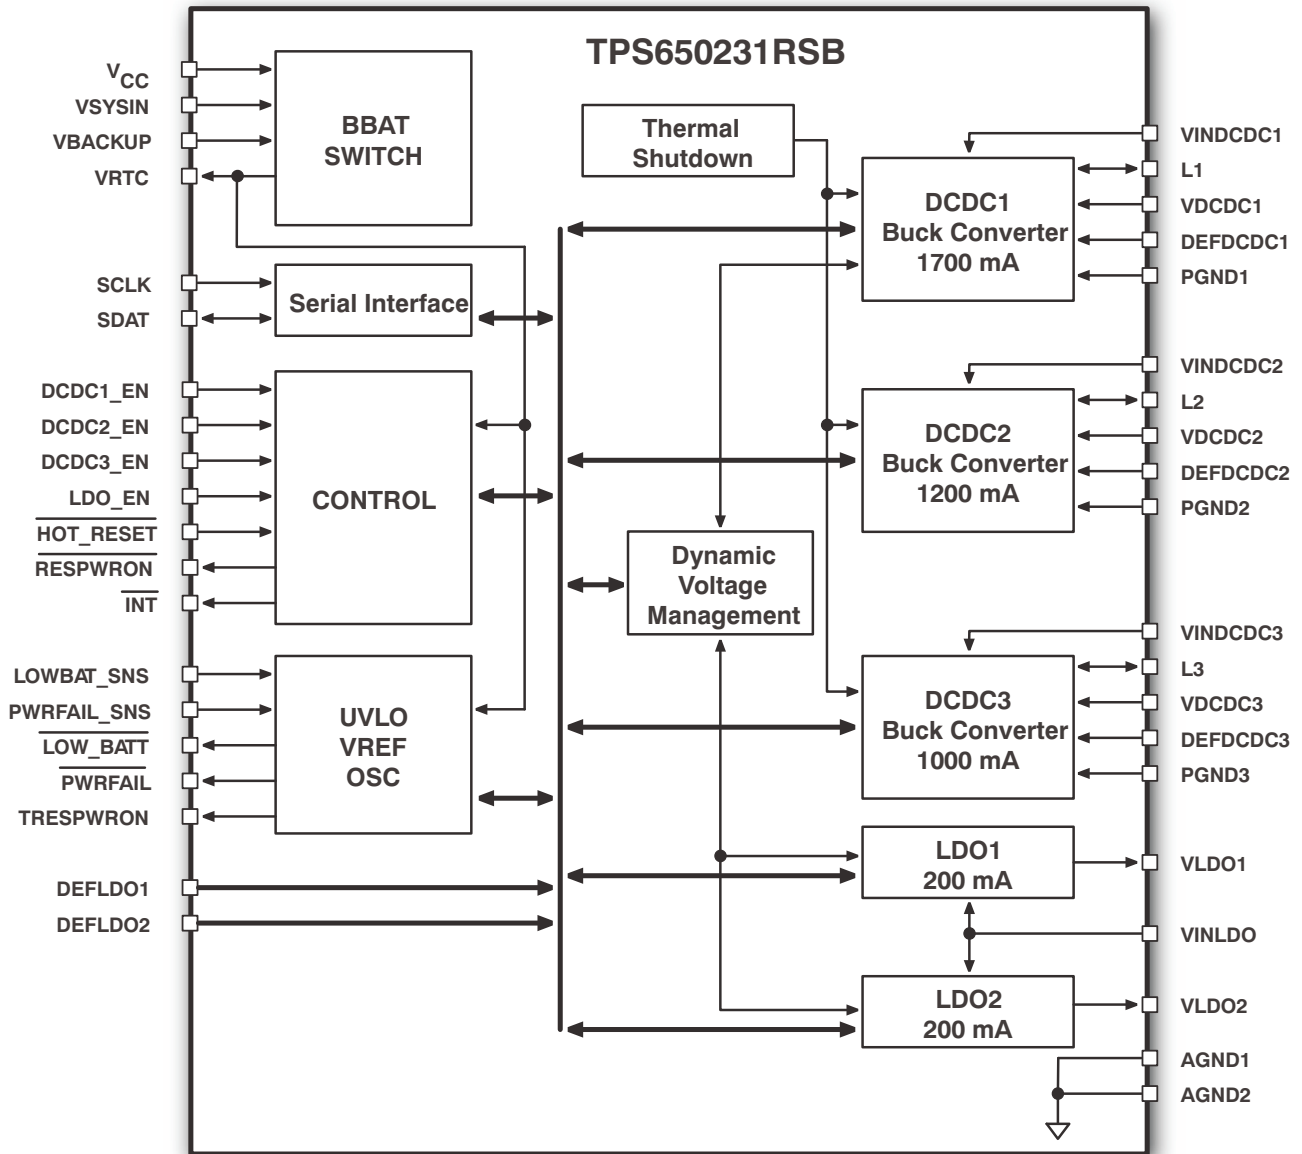 TPS650231RSB
VCC
VSYSIN
VBACKUP
VRTC
BBAT
SWITCH
SCLK
SDAT
Serial Interface
DCDC1_EN
DCDC2_EN
DCDC3_EN
LDO_EN
HOT_RESET
RESPWRON
INT
CONTROL
LOWBAT_SNS
PWRFAIL_SNS
LOW_BATT
PWRFAIL
TRESPWRON
UVLO
VREF
OSC
DEFLDO1
DEFLDO2
Thermal
Shutdown
Dynamic
Voltage
Management
DCDC1
Buck Converter
1700 mA
VINDCDC1
L1
VDCDC1
DEFDCDC1
PGND1
DCDC2
Buck Converter
1200 mA
VINDCDC2
L2
VDCDC2
DEFDCDC2
PGND2
DCDC3
Buck Converter
1000 mA
VINDCDC3
L3
VDCDC3
DEFDCDC3
PGND3
LDO1
200 mA
VLDO1
VINLDO
LDO2
200 mA
VLDO2
AGND1
AGND2